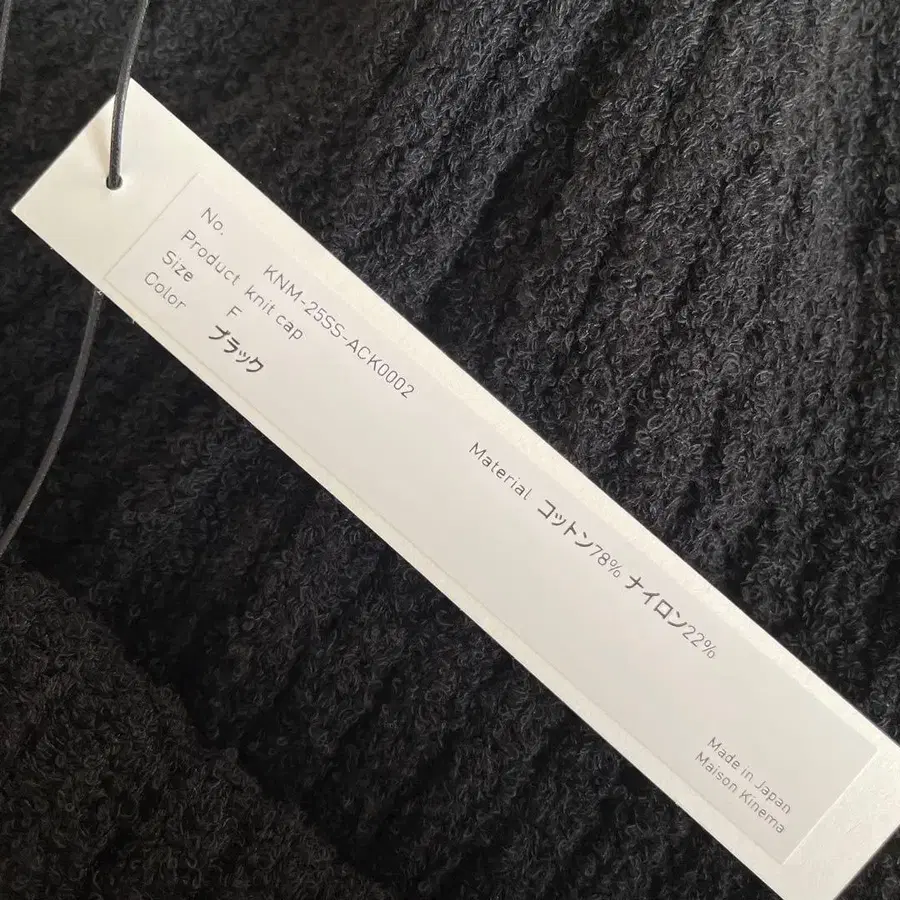 No. KNM-25SS-ACK0002
Product knit cap
Size F
Color ブラック
Material コットン78% ナイロン22%
Made in Japan
Maison Kinema